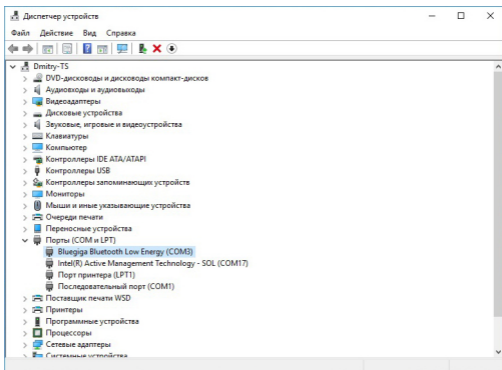 Диспетчер устройств
Файл Действие Вид Справка
Dmitry-TS
DVD-дисководы и дисководы компакт-дисков
Аудиовходы и аудиовыходы
Видеоадаптеры
Дисковые устройства
Звуковые, игровые и видеоустройства
Клавиатуры
Компьютер
Контроллеры IDE ATA/ATAPI
Контроллеры USB
Контроллеры запоминающих устройств
Мониторы
Мыши и иные указывающие устройства
Очереди печати
Переносные устройства
Порты (COM и LPT)
Bluegiga Bluetooth Low Energy (COM3)
Intel(R) Active Management Technology - SOL (COM17)
Порт принтера (LPT1)
Последовательный порт (COM1)
Поставщик печати WSD
Принтеры
Программные устройства
Процессоры
Сетевые адаптеры
Системные устройства